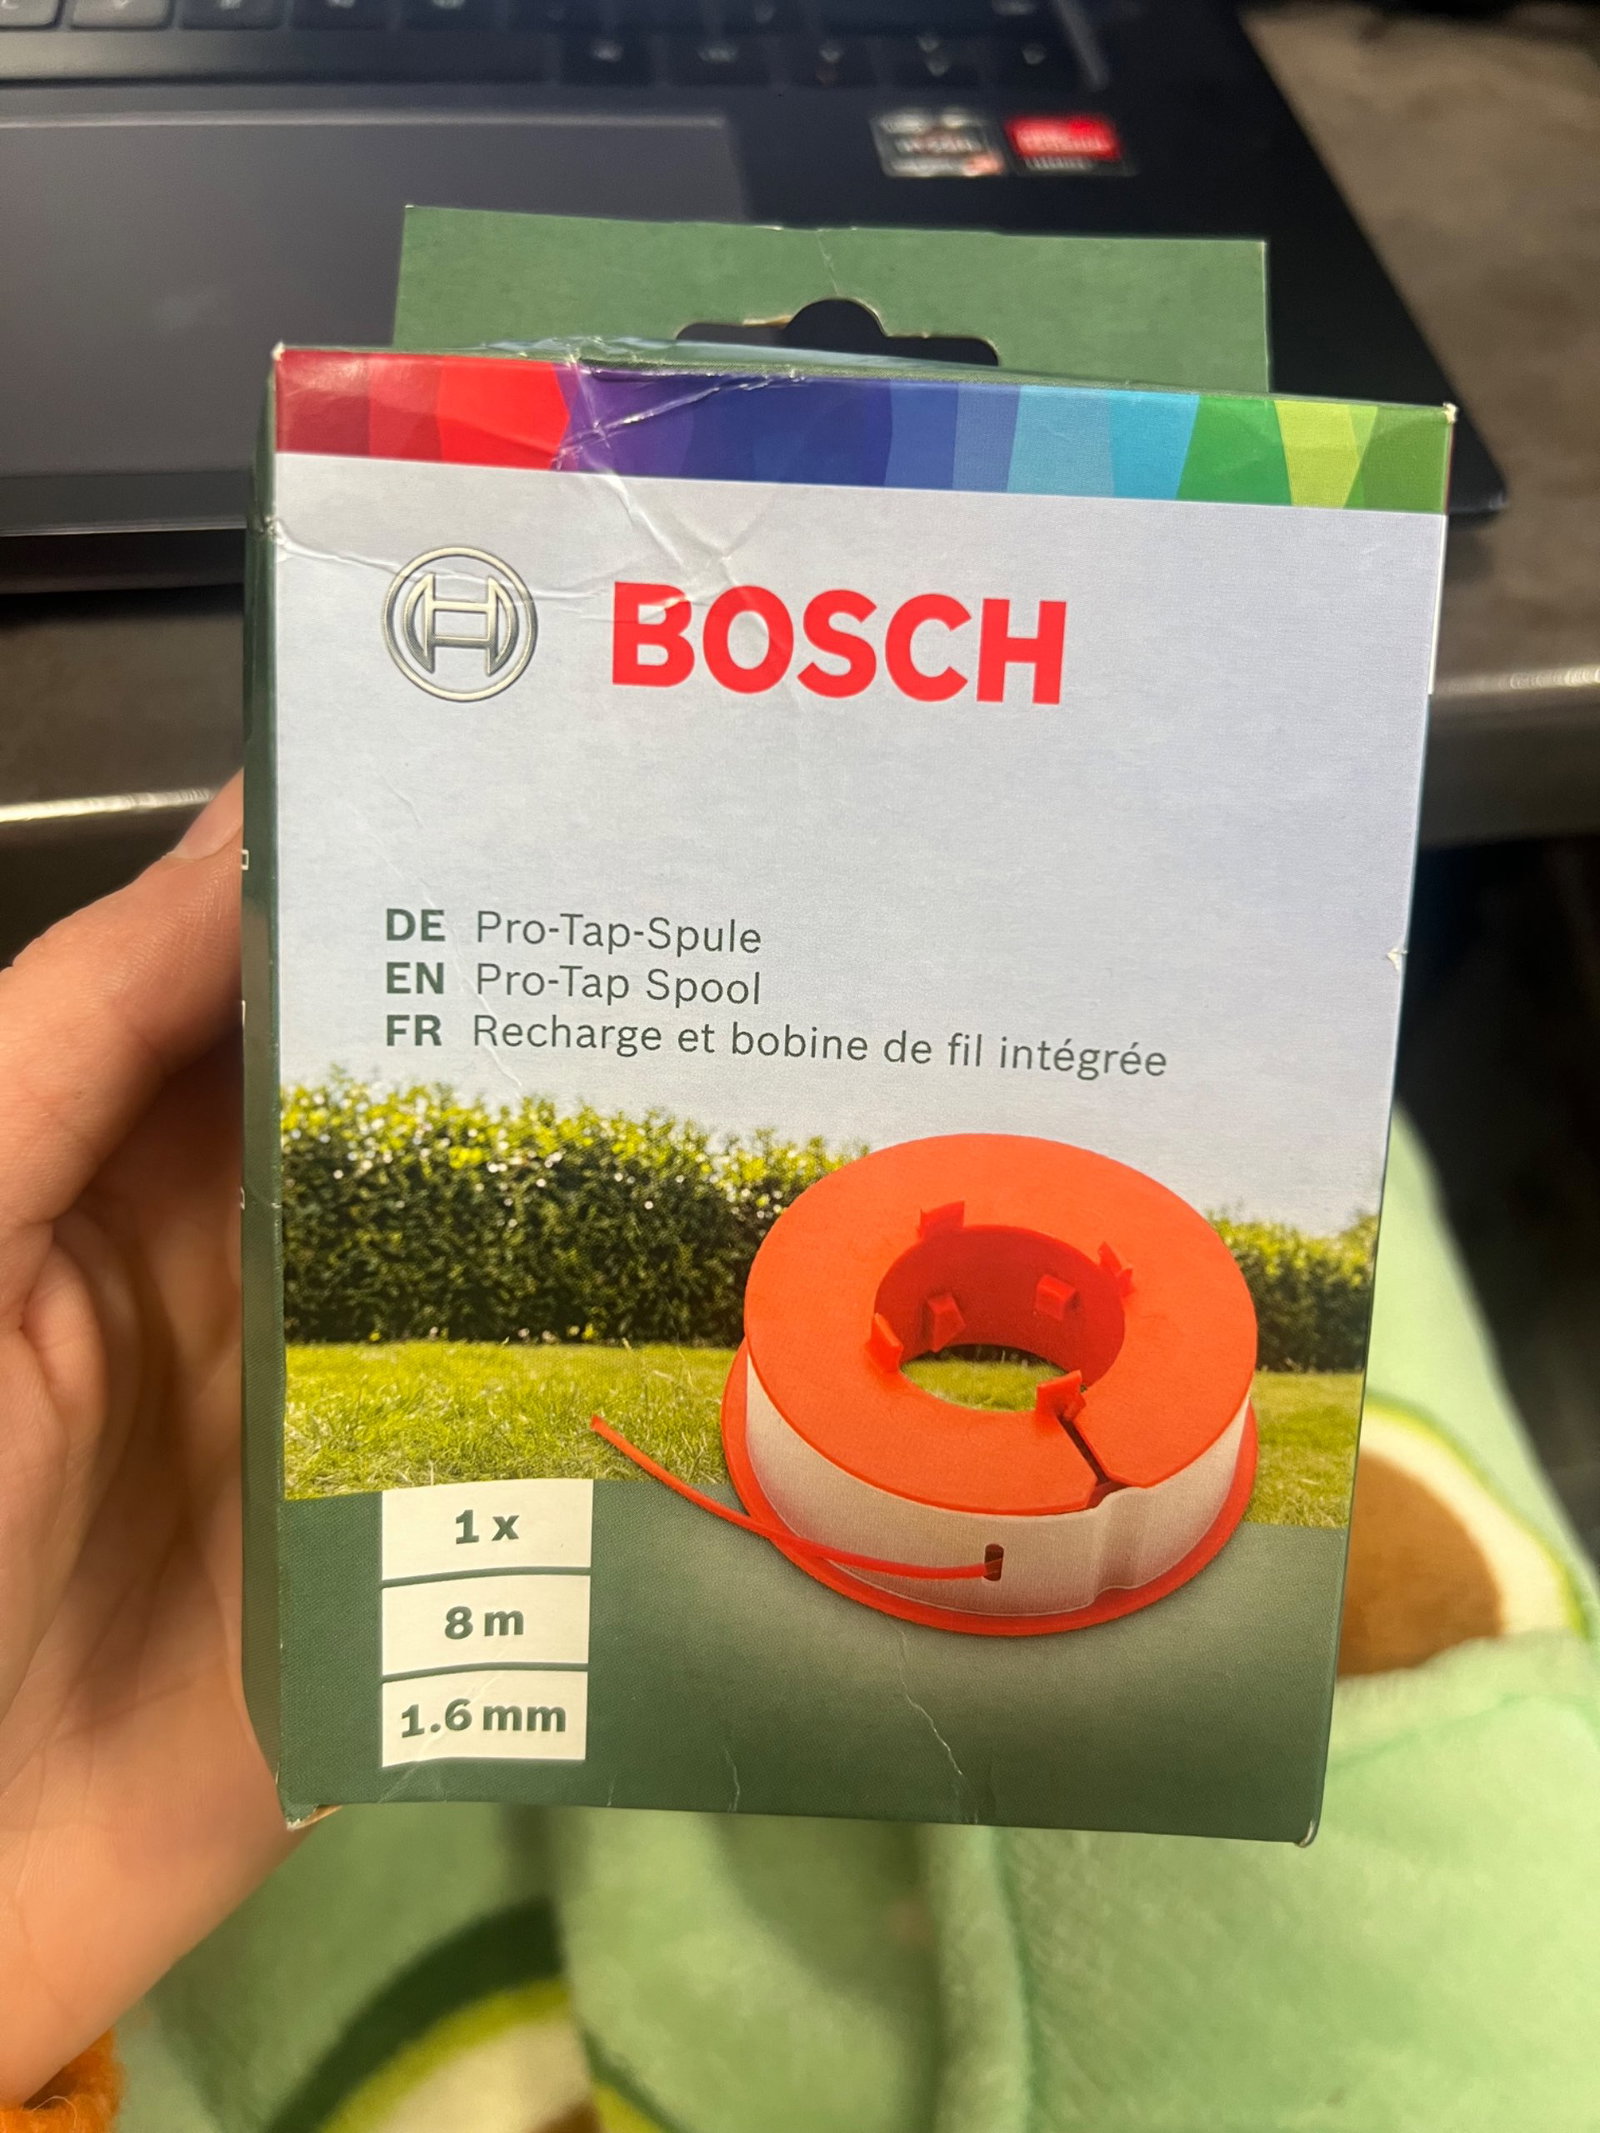 BOSCH
DE Pro-Tap-Spule
EN Pro-Tap Spool
FR Recharge et bobine de fil intégrée
1 x
8 m
1.6 mm